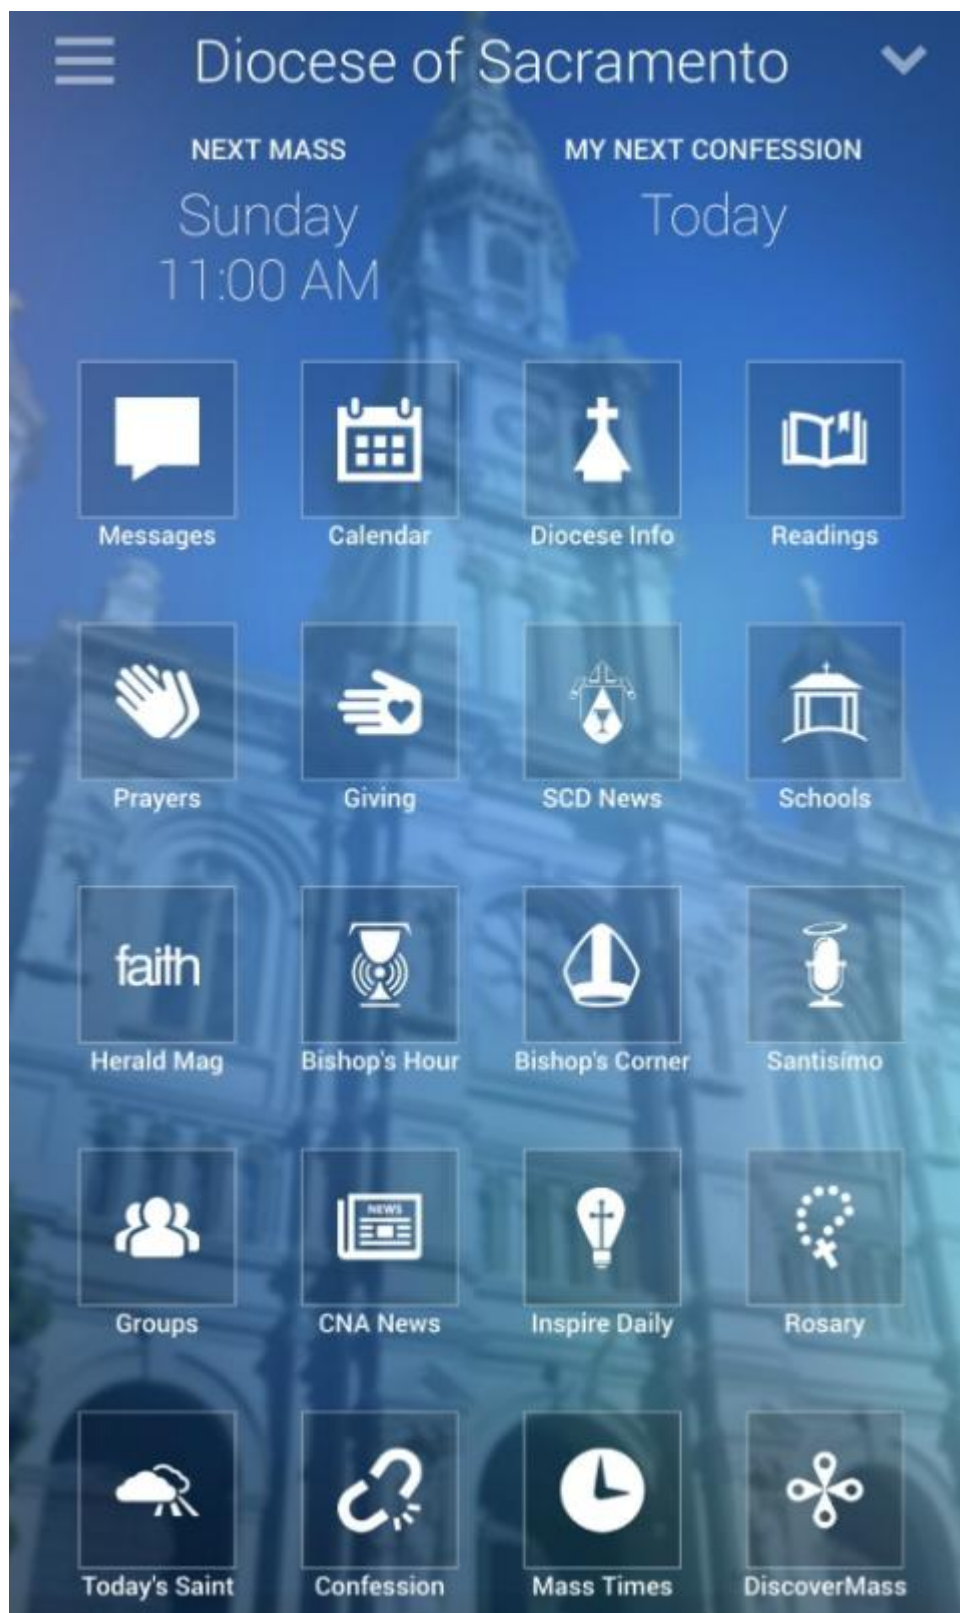 Diocese of Sacramento
NEXT MASS
Sunday
11:00 AM
MY NEXT CONFESSION
Today
Messages
Calendar
Diocese Info
Readings
Prayers
Giving
SCD News
Schools
faith
Herald Mag
Bishop's Hour
Bishop's Corner
Santisímo
Groups
NEWS
CNA News
Inspire Daily
Rosary
Today's Saint
Confession
Mass Times
DiscoverMass